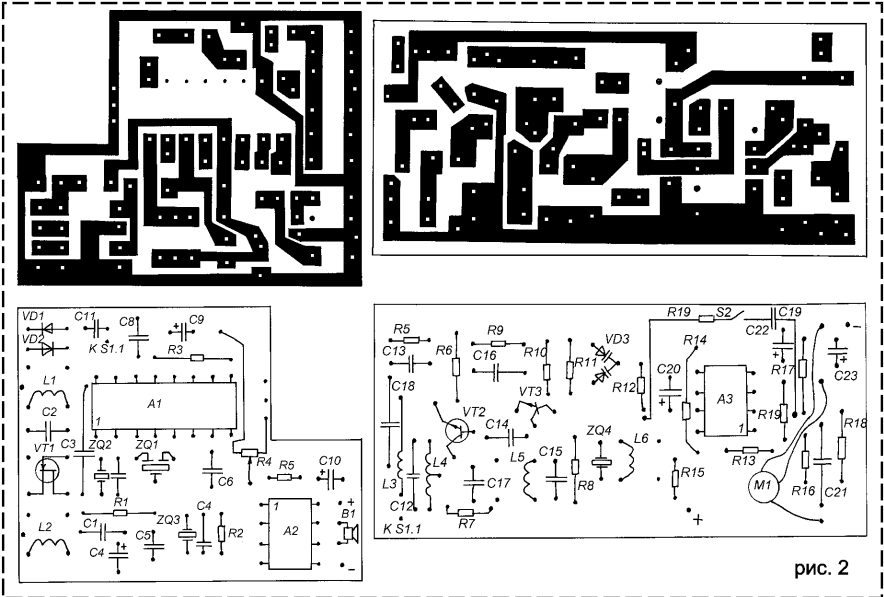 VD1
C11
C8
C9
VD2
K S1.1
R3
L1
A1
C2
1
VT1
C3
ZQ2
ZQ1
R4
C6
R5
C10
R1
+
C1
ZQ3
C4
1
B1
L2
C5
R2
A2
C4
-
R19
S2
C19
R5
R9
VD3
C22
-
C13
R6
C16
R10
R11
R14
R17
C23
C18
R12
C20
VT3
A3
VT2
R19
R18
C14
ZQ4
L6
1
L3
L4
L5
C15
R13
C17
R8
R15
M1
R16
C21
C12
K S1.1
R7
+
рис. 2